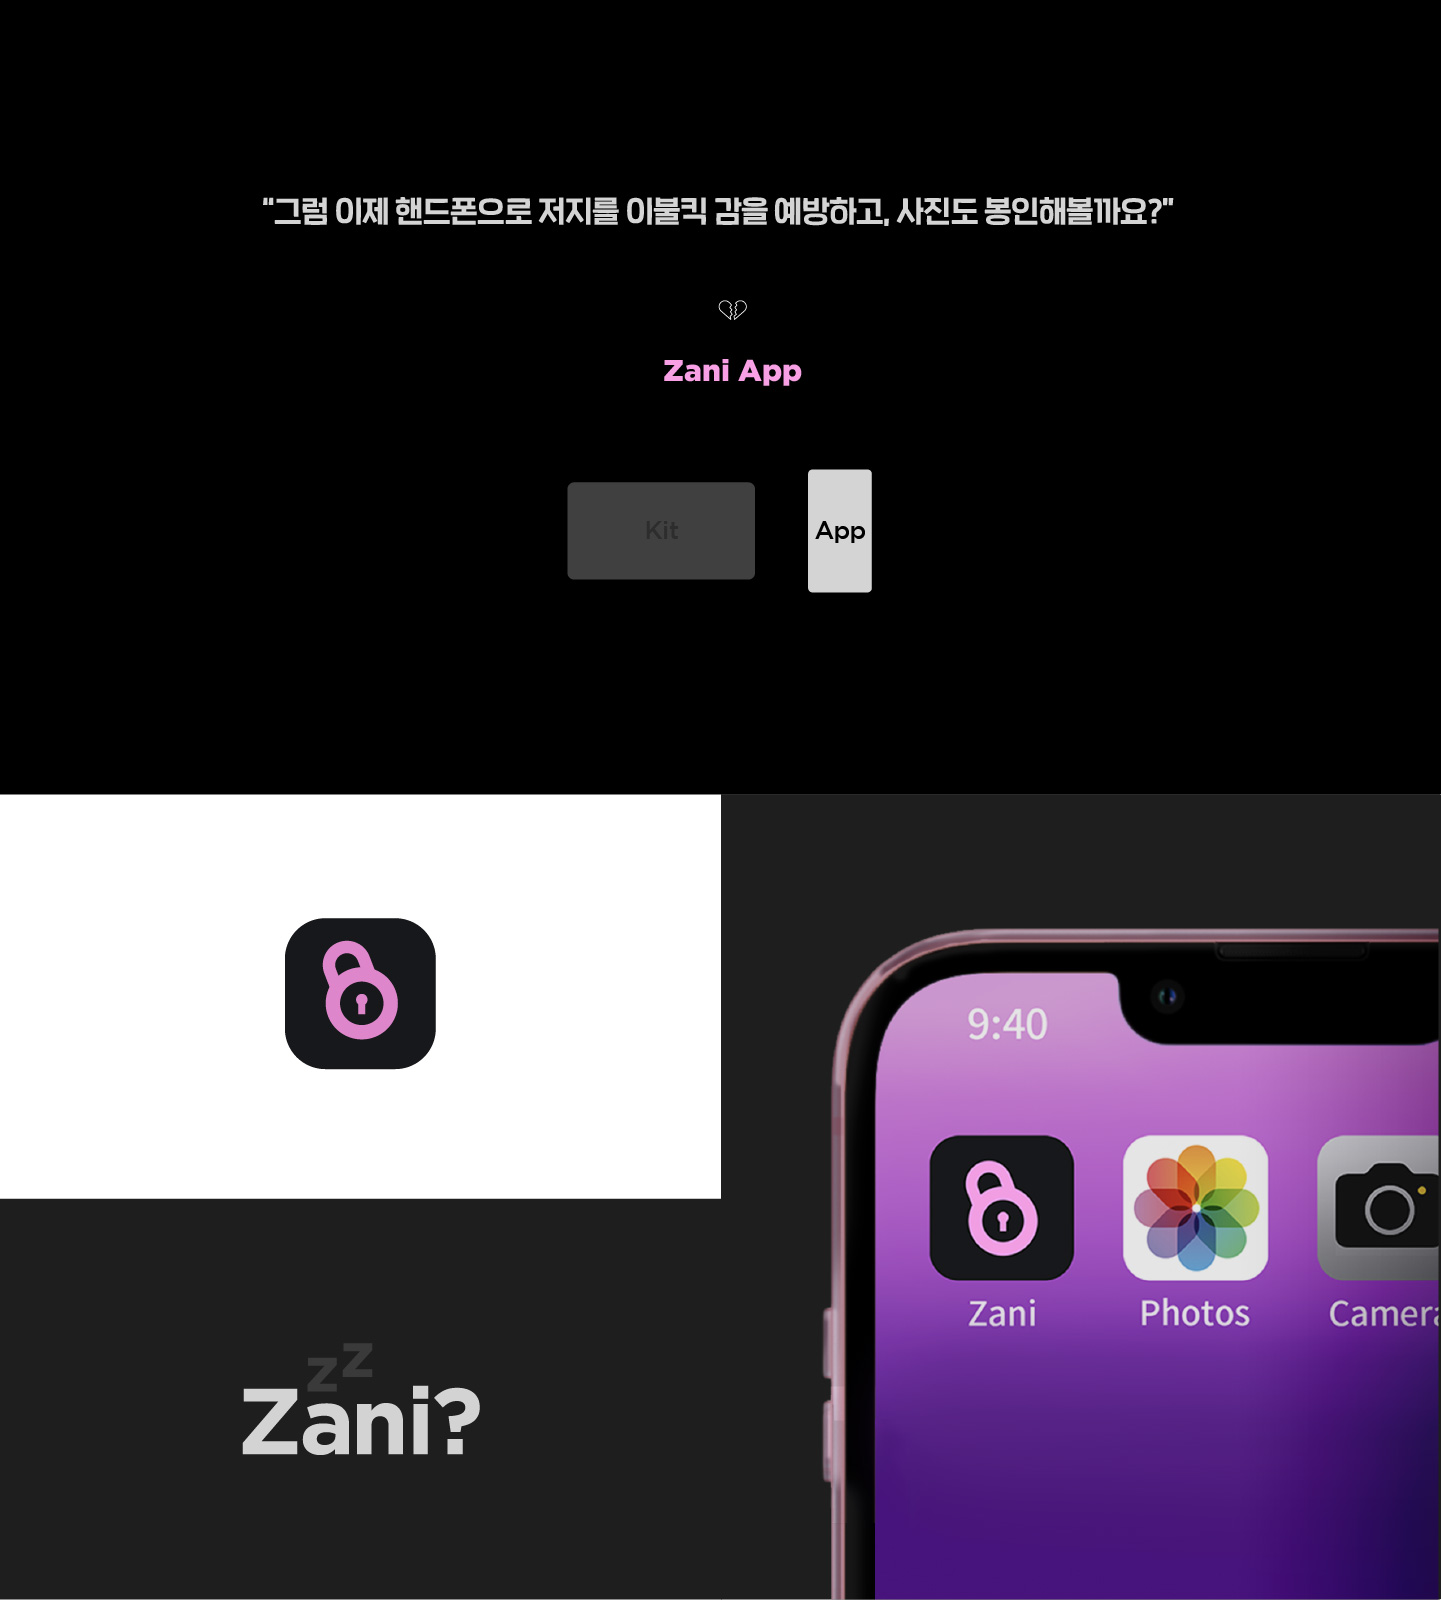 "그럼 이제 핸드폰으로 저지를 이불킥 감을 예방하고, 사진도 봉인해볼까요?"
Zani App
Kit
App
9:40
Zani
Photos
Camera
zz
Zani?